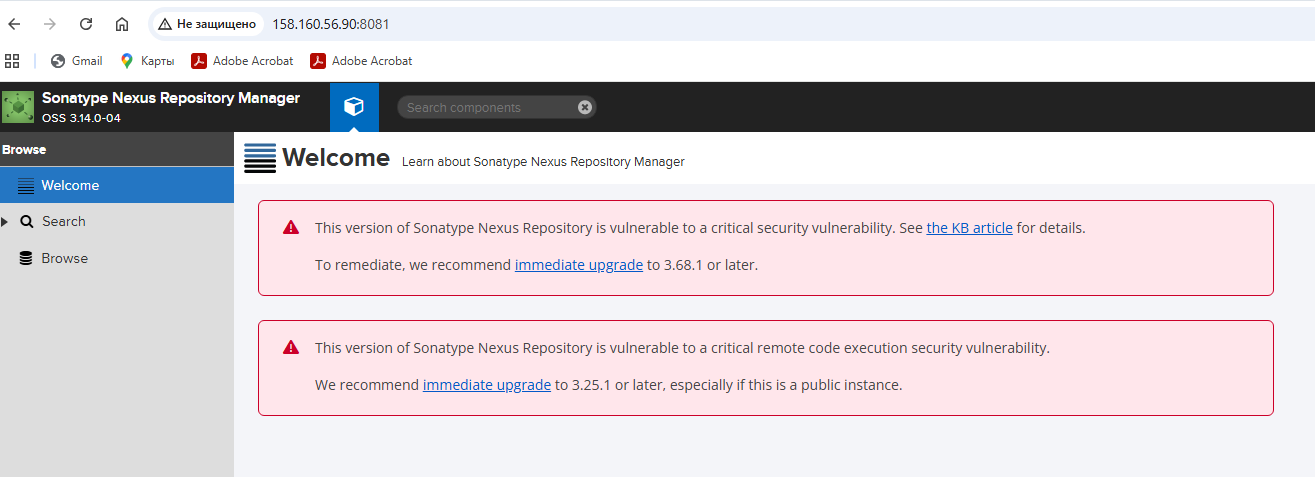 Не защищено 158.160.56.90:8081
Gmail Карты Adobe Acrobat Adobe Acrobat
Sonatype Nexus Repository Manager
OSS 3.14.0-04
Search components
Browse
Welcome
Search
Browse
Welcome Learn about Sonatype Nexus Repository Manager
This version of Sonatype Nexus Repository is vulnerable to a critical security vulnerability. See the KB article for details.
To remediate, we recommend immediate upgrade to 3.68.1 or later.
This version of Sonatype Nexus Repository is vulnerable to a critical remote code execution security vulnerability.
We recommend immediate upgrade to 3.25.1 or later, especially if this is a public instance.